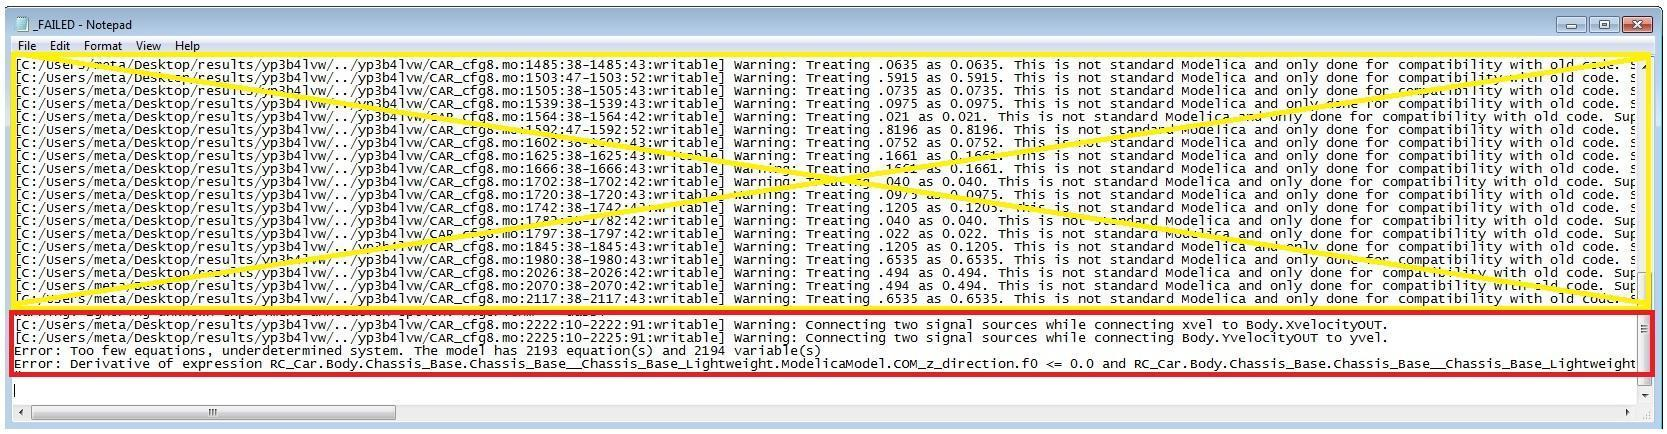 _FAILED - Notepad
File Edit Format View Help
[C:/Users/meta/Desktop/results/yp3b4lvw/../yp3b4lvw/CAR_cfg8.mo:1485:38-1485:43:writable] Warning: Treating .0635 as 0.0635. This is not standard Modelica and only done for compatibility with old code. S
[C:/Users/meta/Desktop/results/yp3b4lvw/../yp3b4lvw/CAR_cfg8.mo:1503:47-1503:52:writable] Warning: Treating .5915 as 0.5915. This is not standard Modelica and only done for compatibility with old code. S
[C:/Users/meta/Desktop/results/yp3b4lvw/../yp3b4lvw/CAR_cfg8.mo:1505:38-1505:43:writable] Warning: Treating .0735 as 0.0735. This is not standard Modelica and only done for compatibility with old code. S
[C:/Users/meta/Desktop/results/yp3b4lvw/../yp3b4lvw/CAR_cfg8.mo:1539:38-1539:43:writable] Warning: Treating .0975 as 0.0975. This is not standard Modelica and only done for compatibility with old code. S
[C:/Users/meta/Desktop/results/yp3b4lvw/../yp3b4lvw/CAR_cfg8.mo:1564:38-1564:42:writable] Warning: Treating .021 as 0.021. This is not standard Modelica and only done for compatibility with old code. Sup
[C:/Users/meta/Desktop/results/yp3b4lvw/../yp3b4lvw/CAR_cfg8.mo:1592:47-1592:52:writable] Warning: Treating .8196 as 0.8196. This is not standard Modelica and only done for compatibility with old code. S
[C:/Users/meta/Desktop/results/yp3b4lvw/../yp3b4lvw/CAR_cfg8.mo:1602:38-1602:43:writable] Warning: Treating .0752 as 0.0752. This is not standard Modelica and only done for compatibility with old code. S
[C:/Users/meta/Desktop/results/yp3b4lvw/../yp3b4lvw/CAR_cfg8.mo:1625:38-1625:43:writable] Warning: Treating .1661 as 0.1661. This is not standard Modelica and only done for compatibility with old code. S
[C:/Users/meta/Desktop/results/yp3b4lvw/../yp3b4lvw/CAR_cfg8.mo:1666:38-1666:43:writable] Warning: Treating .1661 as 0.1661. This is not standard Modelica and only done for compatibility with old code. S
[C:/Users/meta/Desktop/results/yp3b4lvw/../yp3b4lvw/CAR_cfg8.mo:1702:38-1702:42:writable] Warning: Treating .040 as 0.040. This is not standard Modelica and only done for compatibility with old code. Sup
[C:/Users/meta/Desktop/results/yp3b4lvw/../yp3b4lvw/CAR_cfg8.mo:1720:38-1720:43:writable] Warning: Treating .0975 as 0.0975. This is not standard Modelica and only done for compatibility with old code. S
[C:/Users/meta/Desktop/results/yp3b4lvw/../yp3b4lvw/CAR_cfg8.mo:1742:38-1742:43:writable] Warning: Treating .1205 as 0.1205. This is not standard Modelica and only done for compatibility with old code. S
[C:/Users/meta/Desktop/results/yp3b4lvw/../yp3b4lvw/CAR_cfg8.mo:1782:38-1782:42:writable] Warning: Treating .040 as 0.040. This is not standard Modelica and only done for compatibility with old code. Sup
[C:/Users/meta/Desktop/results/yp3b4lvw/../yp3b4lvw/CAR_cfg8.mo:1797:38-1797:42:writable] Warning: Treating .022 as 0.022. This is not standard Modelica and only done for compatibility with old code. Sup
[C:/Users/meta/Desktop/results/yp3b4lvw/../yp3b4lvw/CAR_cfg8.mo:1845:38-1845:43:writable] Warning: Treating .1205 as 0.1205. This is not standard Modelica and only done for compatibility with old code. S
[C:/Users/meta/Desktop/results/yp3b4lvw/../yp3b4lvw/CAR_cfg8.mo:1980:38-1980:43:writable] Warning: Treating .6535 as 0.6535. This is not standard Modelica and only done for compatibility with old code. S
[C:/Users/meta/Desktop/results/yp3b4lvw/../yp3b4lvw/CAR_cfg8.mo:2026:38-2026:42:writable] Warning: Treating .494 as 0.494. This is not standard Modelica and only done for compatibility with old code. Sup
[C:/Users/meta/Desktop/results/yp3b4lvw/../yp3b4lvw/CAR_cfg8.mo:2070:38-2070:42:writable] Warning: Treating .494 as 0.494. This is not standard Modelica and only done for compatibility with old code. Sup
[C:/Users/meta/Desktop/results/yp3b4lvw/../yp3b4lvw/CAR_cfg8.mo:2117:38-2117:43:writable] Warning: Treating .6535 as 0.6535. This is not standard Modelica and only done for compatibility with old code. S
[C:/Users/meta/Desktop/results/yp3b4lvw/../yp3b4lvw/CAR_cfg8.mo:2222:10-2222:91:writable] Warning: Connecting two signal sources while connecting xvel to Body.XvelocityOUT.
[C:/Users/meta/Desktop/results/yp3b4lvw/../yp3b4lvw/CAR_cfg8.mo:2225:10-2225:91:writable] Warning: Connecting two signal sources while connecting Body.YvelocityOUT to yvel.
Error: Too few equations, underdetermined system. The model has 2193 equation(s) and 2194 variable(s)
Error: Derivative of expression RC_Car.Body.Chassis_Base.Chassis_Base__Chassis_Base_Lightweight.ModelicaModel.COM_z_direction.f0 <= 0.0 and RC_Car.Body.Chassis_Base.Chassis_Base__Chassis_Base_Lightweight